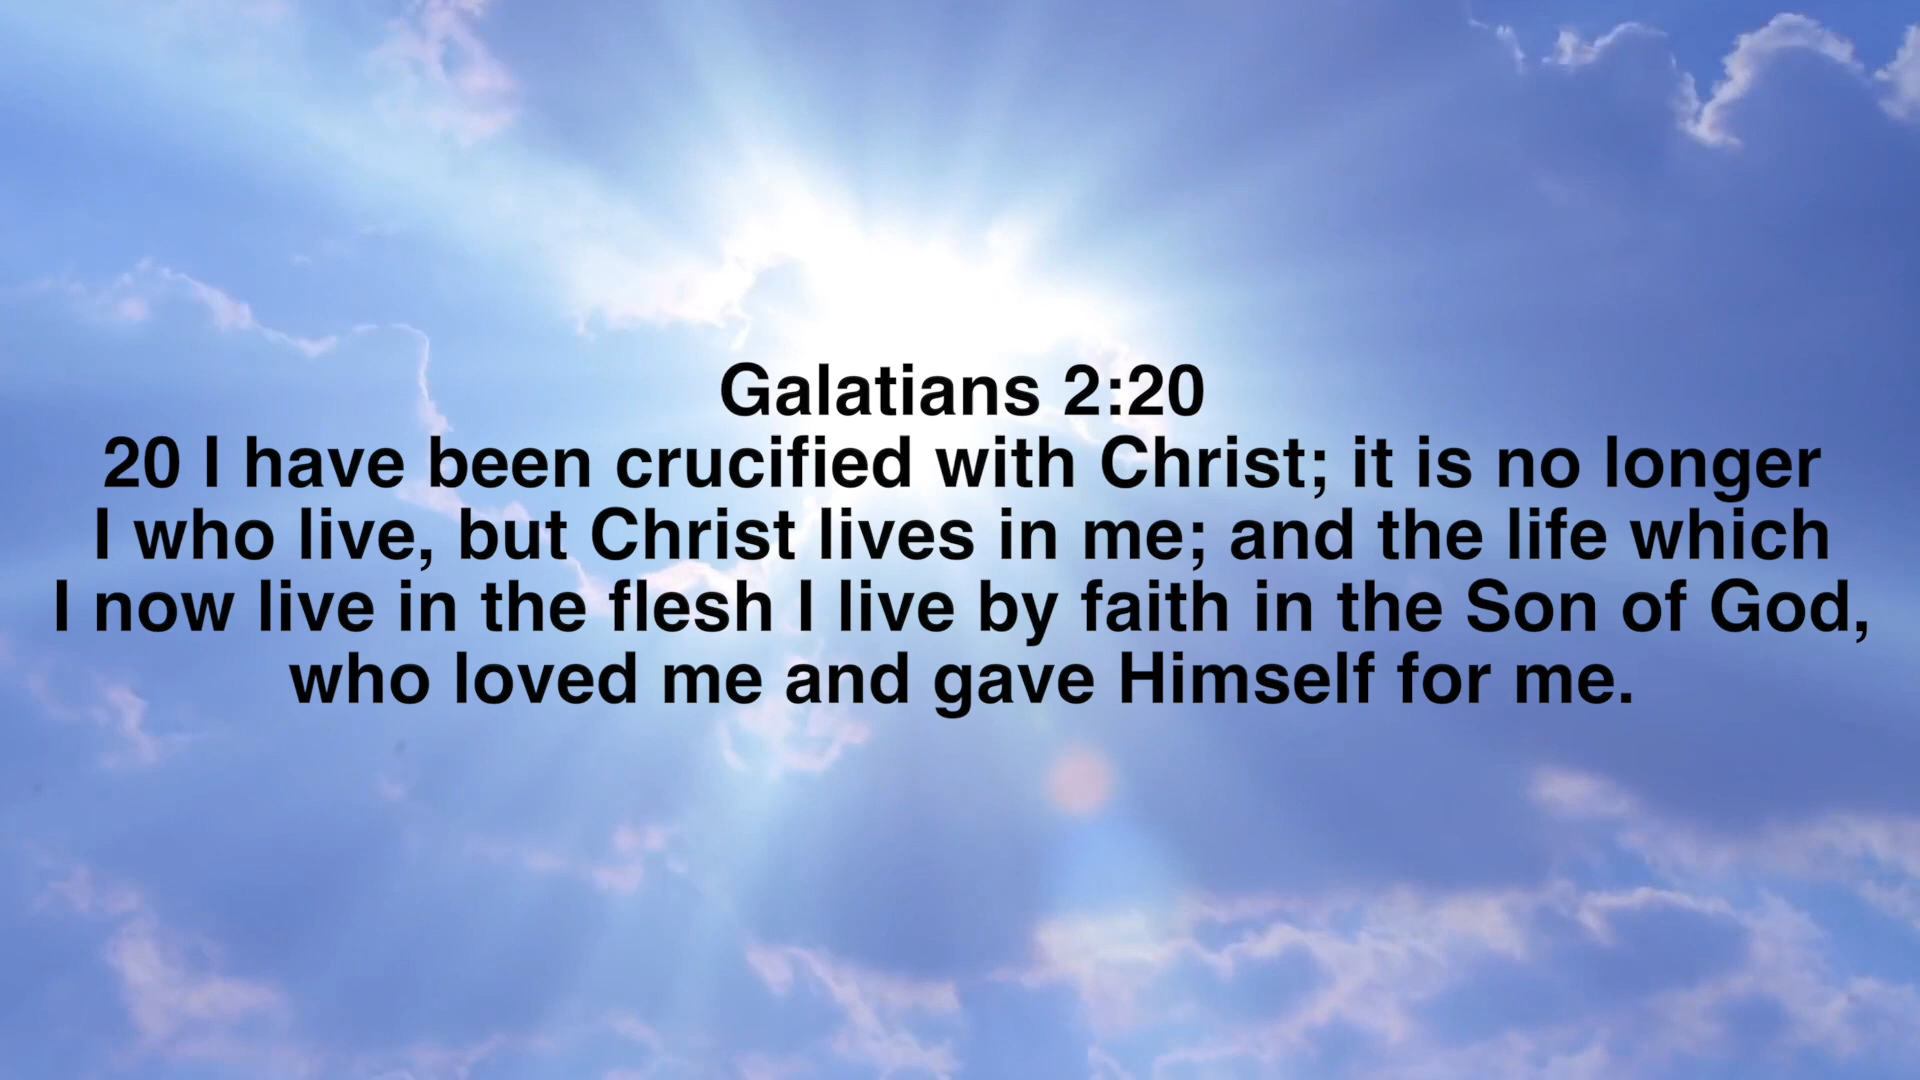 Galatians 2:20
20 I have been crucified with Christ; it is no longer
I who live, but Christ lives in me; and the life which
I now live in the flesh I live by faith in the Son of God,
who loved me and gave Himself for me.